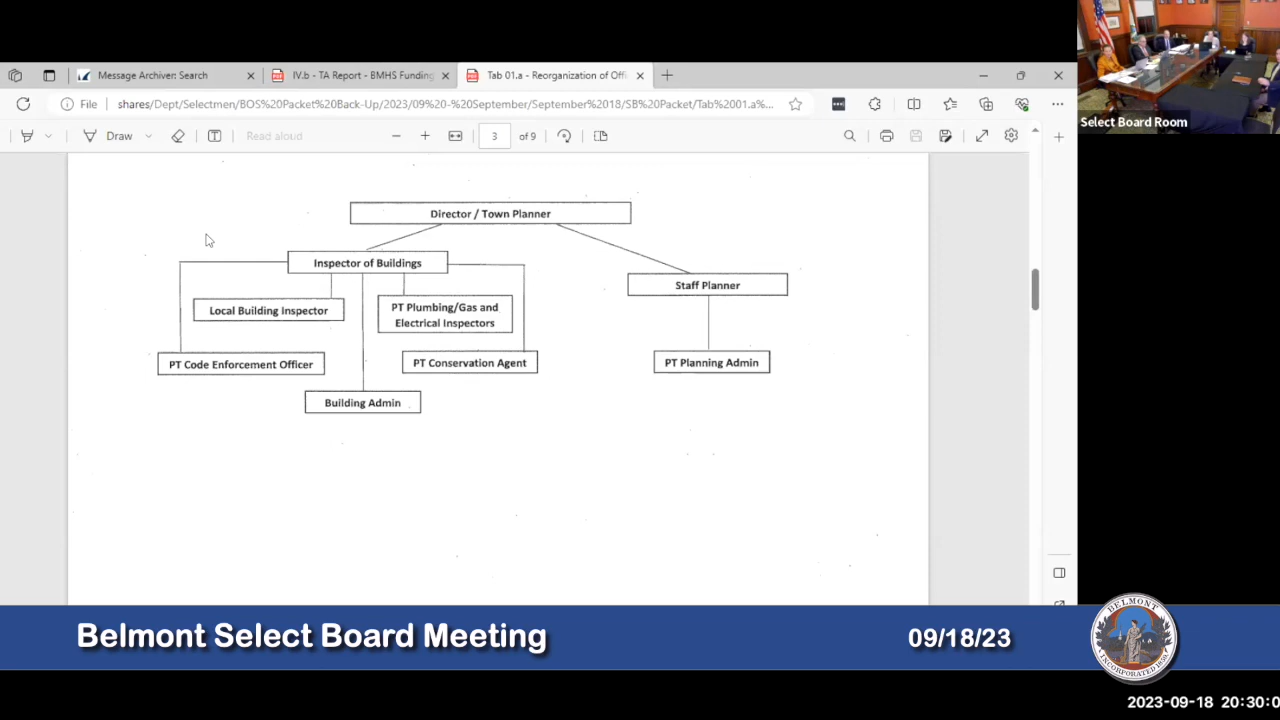 Message Archiver: Search
IV.b - TA Report - BMHS Funding
Tab 01.a - Reorganization of Offi
File
shares/Dept/Selectmen/BOS%20Packet%20Back-Up/2023/09%20-%20September/September%2018/SB%20Packet/Tab%2001.a%...
Draw
Read aloud
3
of 9
Select Board Room
Director / Town Planner
Inspector of Buildings
Staff Planner
Local Building Inspector
PT Plumbing/Gas and
Electrical Inspectors
PT Code Enforcement Officer
PT Conservation Agent
PT Planning Admin
Building Admin
Belmont Select Board Meeting
09/18/23
BELMONT
INCORPORATED 1859
2023-09-18 20:30:0